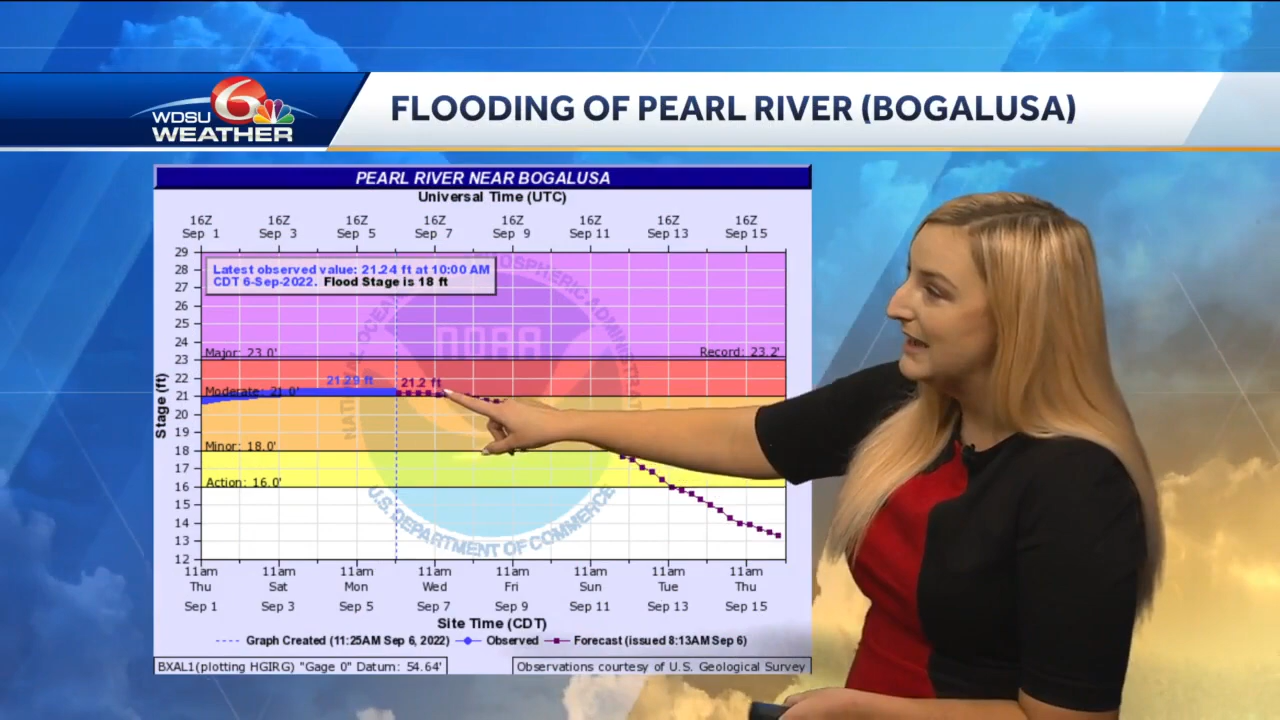 WDSU 6
WEATHER
FLOODING OF PEARL RIVER (BOGALUSA)
PEARL RIVER NEAR BOGALUSA
Universal Time (UTC)
16Z 16Z 16Z 16Z 16Z 16Z 16Z 16Z
Sep 1 Sep 3 Sep 5 Sep 7 Sep 9 Sep 11 Sep 13 Sep 15
Latest observed value: 21.24 ft at 10:00 AM
CDT 6-Sep-2022. Flood Stage is 18 ft
29
28
27
26
25
24
23
22
21
20
19
18
17
16
15
14
13
12
Stage (ft)
Major: 23.0'
Record: 23.2'
21.29 ft
21.2 ft
Moderate: 21.0'
Minor: 18.0'
Action: 16.0'
NOAA
U.S. DEPARTMENT OF COMMERCE
11am 11am 11am 11am 11am 11am 11am 11am
Thu Sat Mon Wed Fri Sun Tue Thu
Sep 1 Sep 3 Sep 5 Sep 7 Sep 9 Sep 11 Sep 13 Sep 15
Site Time (CDT)
Graph Created (11:25AM Sep 6, 2022) Observed Forecast (issued 8:13AM Sep 6)
BXAL1(plotting HGIRG) "Gage 0" Datum: 54.64'
Observations courtesy of U.S. Geological Survey